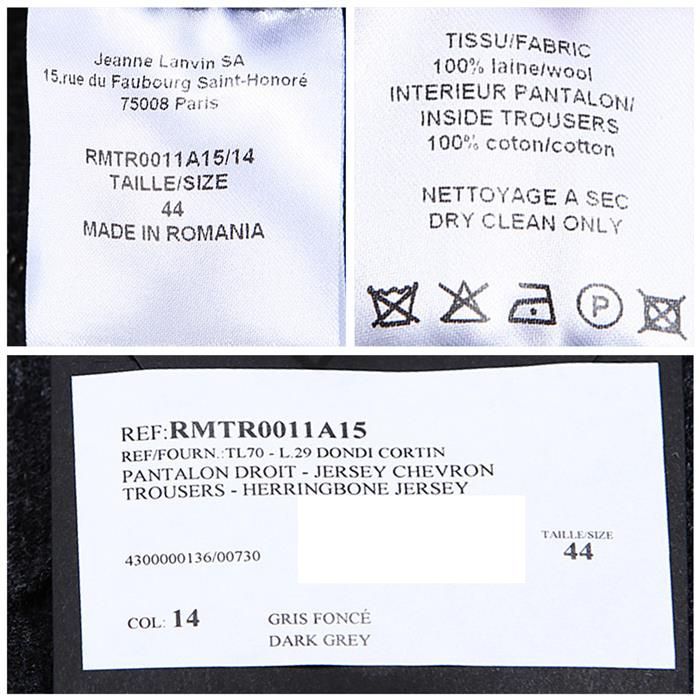 Jeanne Lanvin SA
15.rue du Faubourg Saint-Honoré
75008 Paris
RMTR0011A15/14
TAILLE/SIZE
44
MADE IN ROMANIA
TISSU/FABRIC
100% laine/wool
INTERIEUR PANTALON/
INSIDE TROUSERS
100% coton/cotton
NETTOYAGE A SEC
DRY CLEAN ONLY
P
REF:RMTR0011A15
REF/FOURN.:TL70 - L.29 DONDI CORTIN
PANTALON DROIT - JERSEY CHEVRON
TROUSERS - HERRINGBONE JERSEY
TAILLE/SIZE
44
4300000136/00730
COL: 14 GRIS FONCÉ
DARK GREY